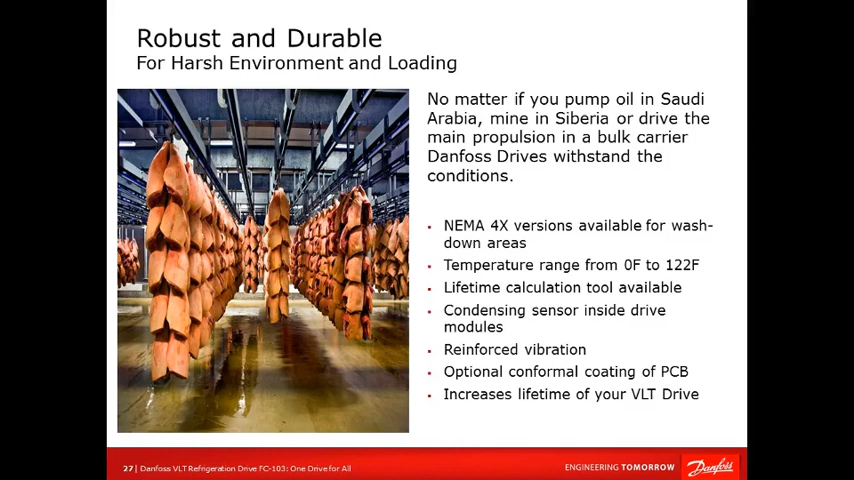 Robust and Durable
For Harsh Environment and Loading
No matter if you pump oil in Saudi
Arabia, mine in Siberia or drive the
main propulsion in a bulk carrier
Danfoss Drives withstand the
conditions.
▪ NEMA 4X versions available for wash-
down areas
▪ Temperature range from 0F to 122F
▪ Lifetime calculation tool available
▪ Condensing sensor inside drive
modules
▪ Reinforced vibration
▪ Optional conformal coating of PCB
▪ Increases lifetime of your VLT Drive
27 | Danfoss VLT Refrigeration Drive FC-103: One Drive for All
ENGINEERING TOMORROW
Danfoss